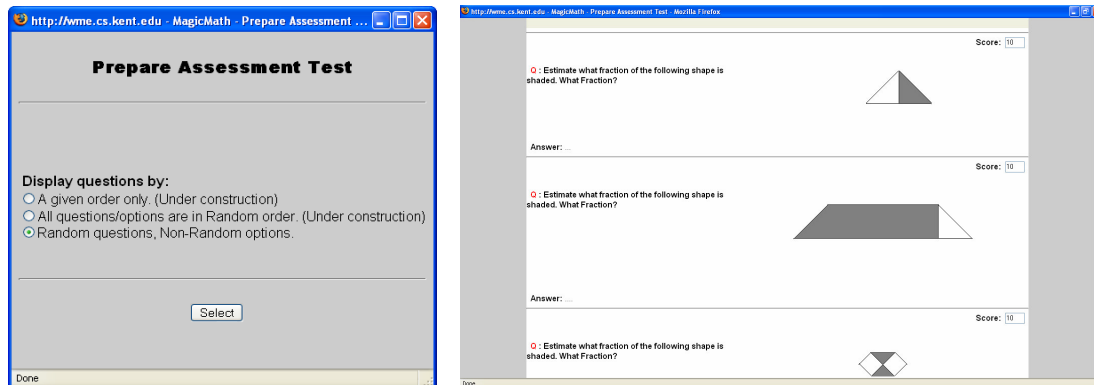 http://wme.cs.kent.edu - MagicMath - Prepare Assessment ...
Prepare Assessment Test
Display questions by:
A given order only. (Under construction)
All questions/options are in Random order. (Under construction)
Random questions, Non-Random options.
Select
Done
http://wme.cs.kent.edu - MagicMath - Prepare Assessment Test - Mozilla Firefox
Score: 10
Q : Estimate what fraction of the following shape is
shaded. What Fraction?
Answer: ...
Score: 10
Q : Estimate what fraction of the following shape is
shaded. What Fraction?
Answer: ....
Score: 10
Q : Estimate what fraction of the following shape is
shaded. What Fraction?
Done